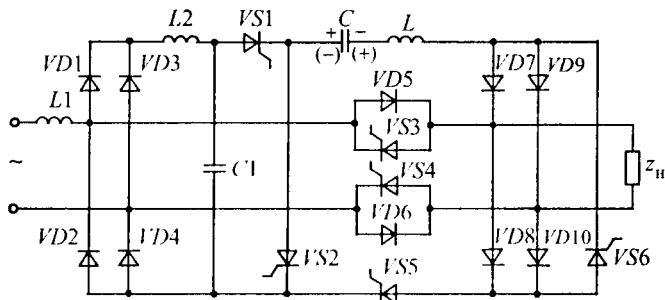 L2 VS1 C L
+ −
(−) (+)
VD1 VD3 VD5 VD7 VD9
L1
VS3
~ C1 VS4 zн
VD6
VD2 VD4 VS2 VS5 VD8 VD10 VS6